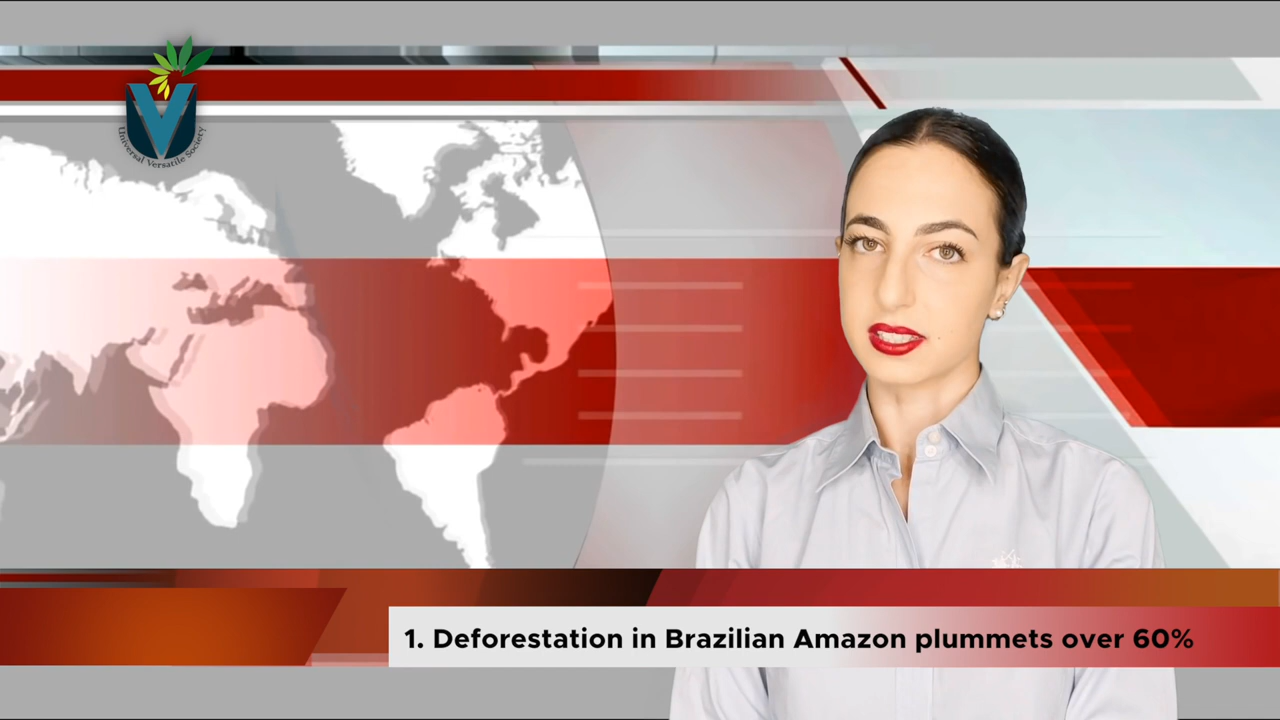 V
Universal Versatile Society
1. Deforestation in Brazilian Amazon plummets over 60%